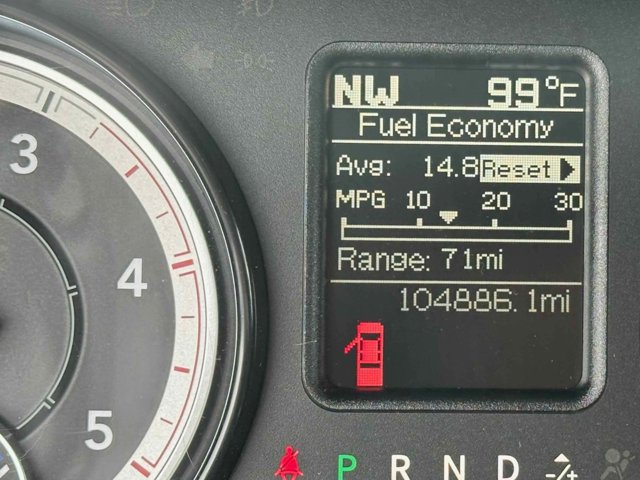 NW 99°F
Fuel Economy
Avg: 14.8 Reset
MPG 10 20 30
Range: 71mi
104886.1mi
P R N D -/+
3
4
5